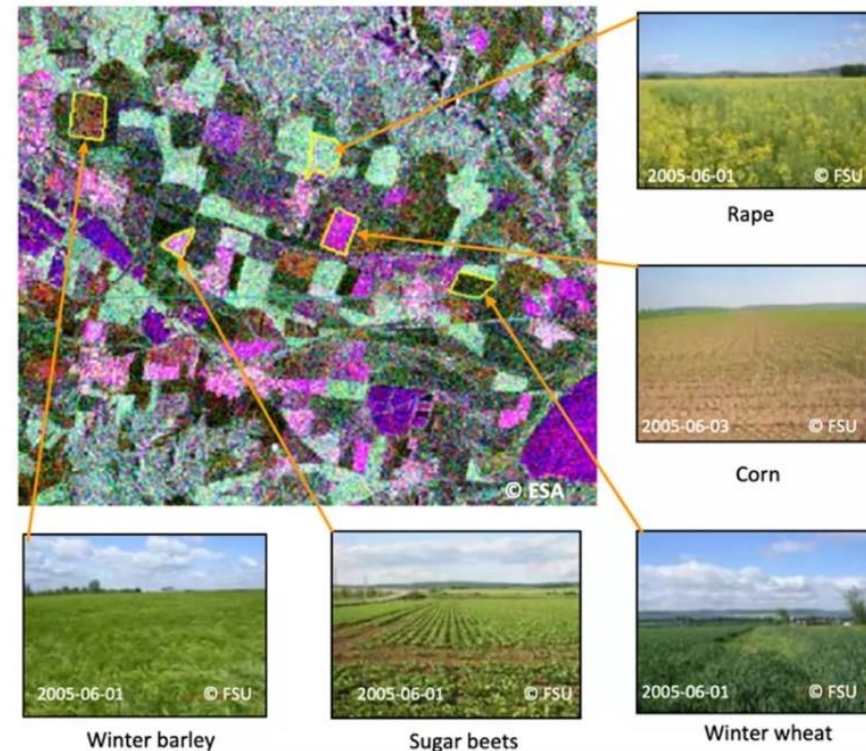 2005-06-01 © FSU
Rape
2005-06-03 © FSU
Corn
© ESA
2005-06-01 © FSU
Winter barley
2005-06-01 © FSU
Sugar beets
2005-06-01 © FSU
Winter wheat